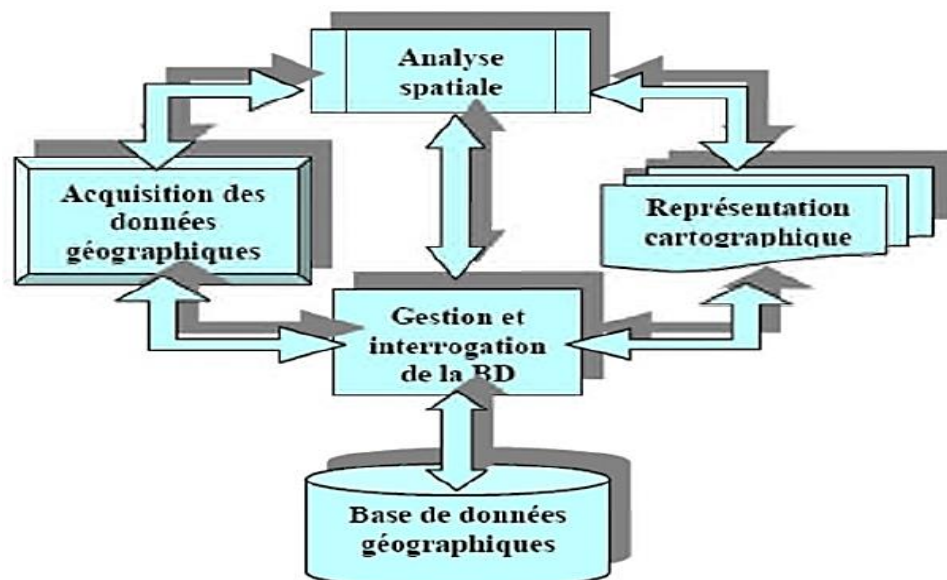 Analyse
spatiale
Acquisition des
données
géographiques
Représentation
cartographique
Gestion et
interrogation
de la BD
Base de données
géographiques